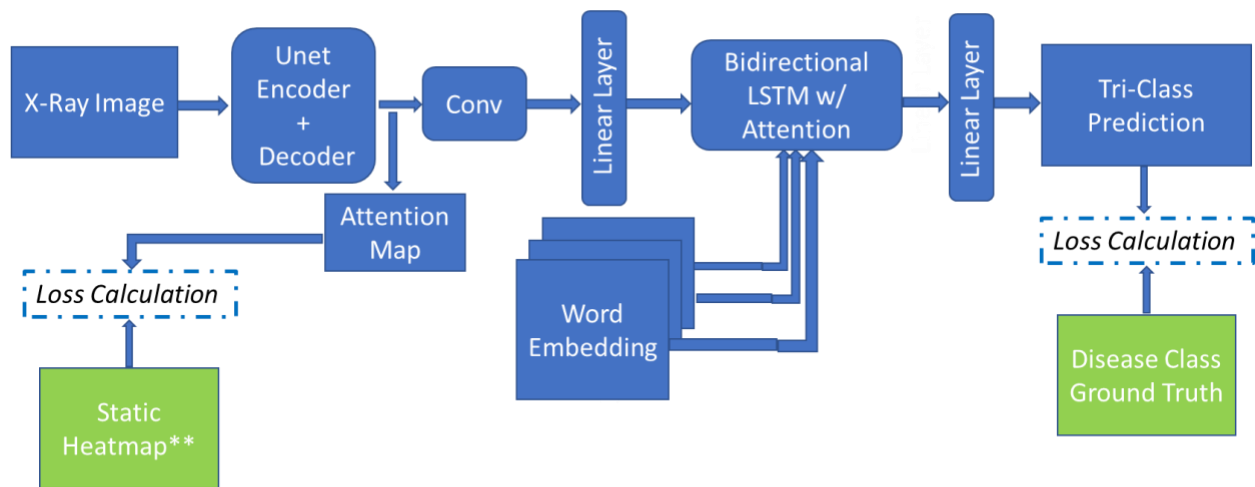 X-Ray Image
Unet
Encoder
+
Decoder
Conv
Linear Layer
Bidirectional
LSTM w/
Attention
Linear Layer
Tri-Class
Prediction
Attention
Map
Loss Calculation
Loss Calculation
Word
Embedding
Static
Heatmap**
Disease Class
Ground Truth